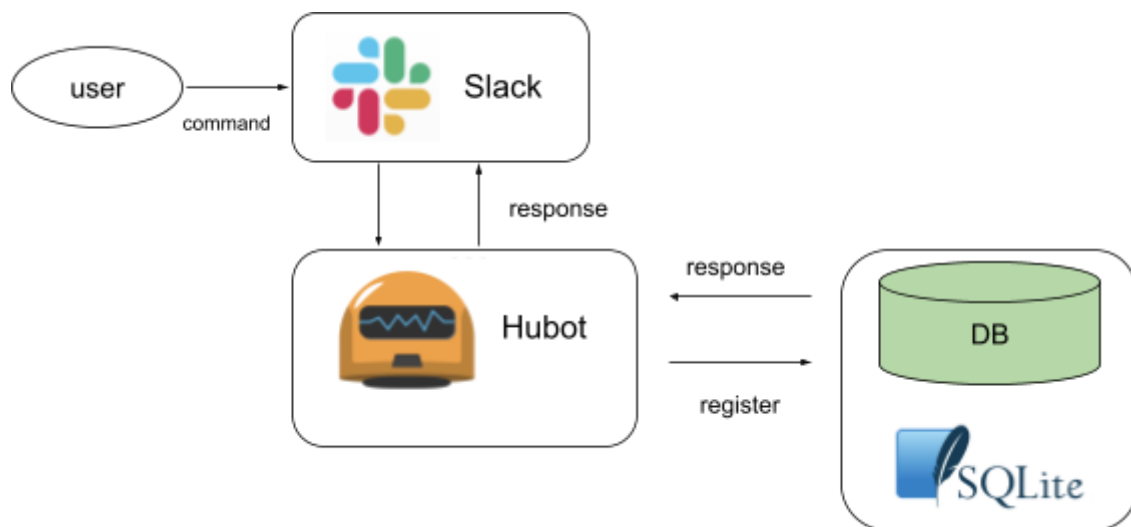 user
command
Slack
response
Hubot
response
register
DB
SQLite